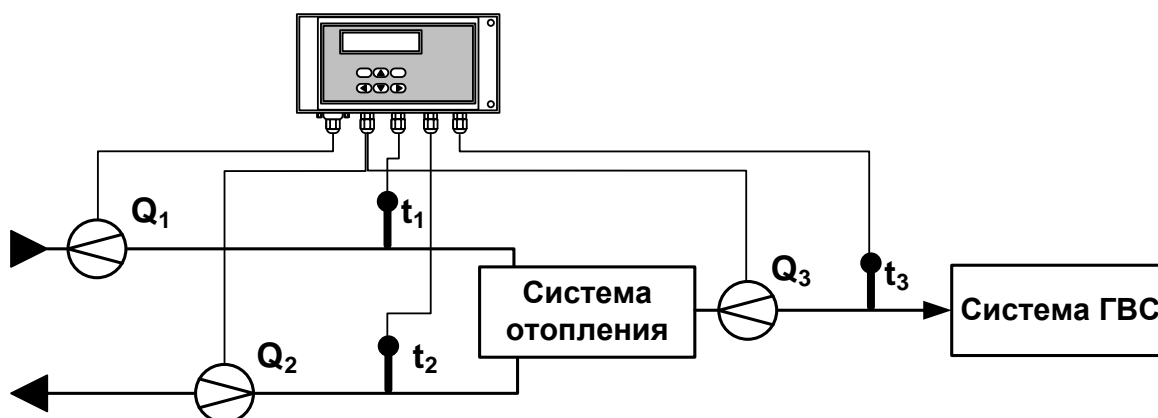 Q1
t1
Система
отопления
Q3
t3
Система ГВС
Q2
t2